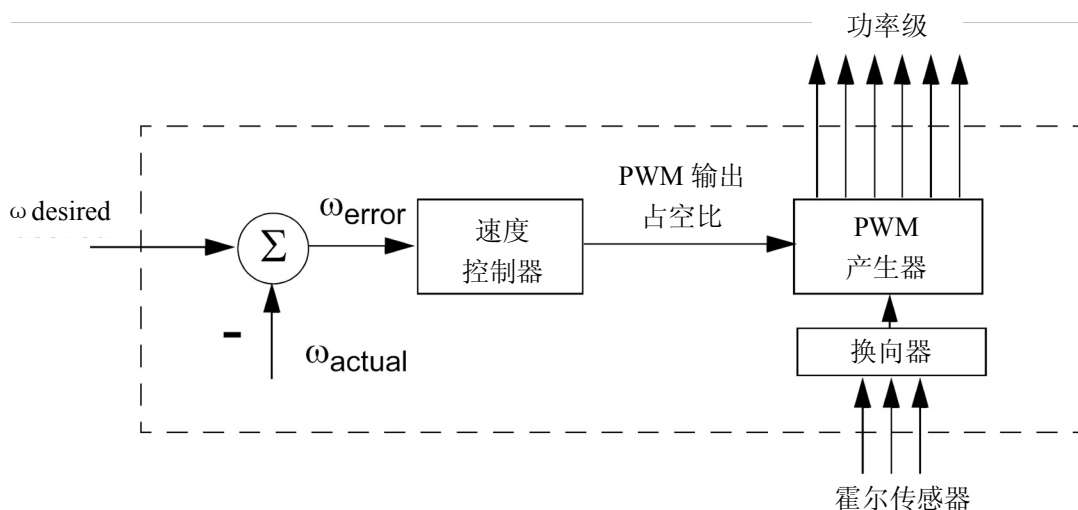 功率级
PWM 输出
占空比
ω desired
ωerror
Σ
速度
控制器
PWM
产生器
-
ωactual
换向器
霍尔传感器